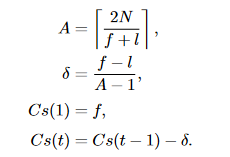 A = ⌈2N / (f + l)⌉,
δ = (f − l) / (A − 1),
Cs(1) = f,
Cs(t) = Cs(t − 1) − δ.